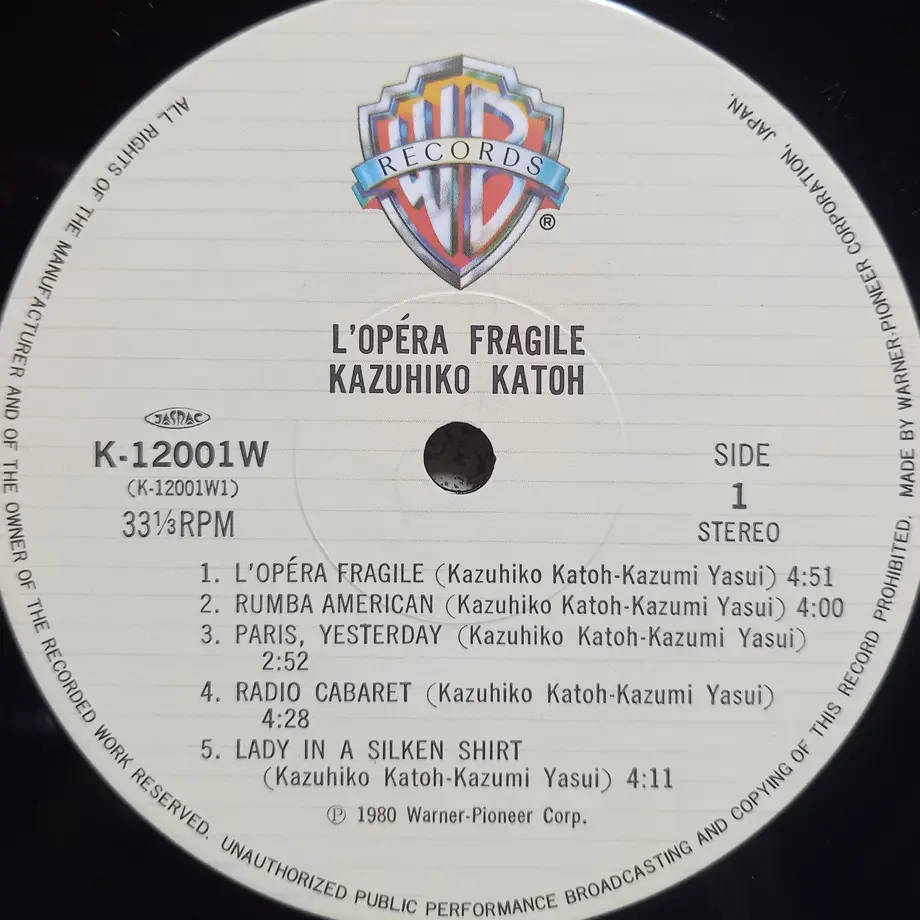 WB
RECORDS
®
L'OPÉRA FRAGILE
KAZUHIKO KATOH
JASRAC
K-12001W
(K-12001W1)
33⅓RPM
SIDE
1
STEREO
1. L'OPÉRA FRAGILE (Kazuhiko Katoh-Kazumi Yasui) 4:51
2. RUMBA AMERICAN (Kazuhiko Katoh-Kazumi Yasui) 4:00
3. PARIS, YESTERDAY (Kazuhiko Katoh-Kazumi Yasui)
2:52
4. RADIO CABARET (Kazuhiko Katoh-Kazumi Yasui)
4:28
5. LADY IN A SILKEN SHIRT
(Kazuhiko Katoh-Kazumi Yasui) 4:11
℗ 1980 Warner-Pioneer Corp.
ALL RIGHTS OF THE MANUFACTURER AND OF THE OWNER OF THE RECORDED WORK RESERVED. UNAUTHORIZED PUBLIC PERFORMANCE BROADCASTING AND COPYING OF THIS RECORD PROHIBITED. MADE BY WARNER-PIONEER CORPORATION, JAPAN.